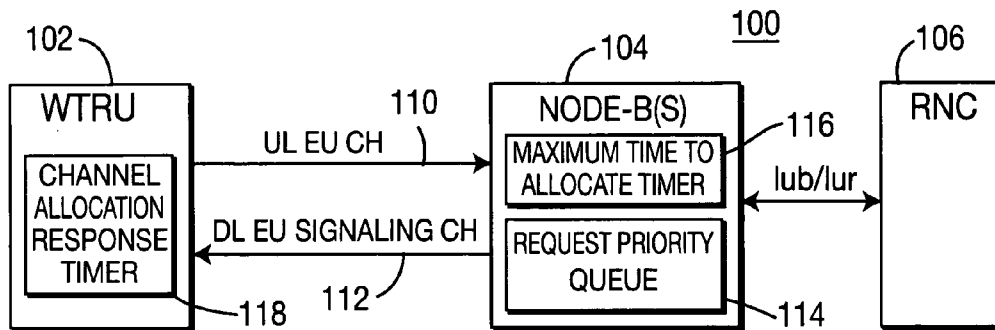 100
102
WTRU
CHANNEL
ALLOCATION
RESPONSE
TIMER
118
UL EU CH
110
DL EU SIGNALING CH
112
104
NODE-B(S)
MAXIMUM TIME TO
ALLOCATE TIMER
116
REQUEST PRIORITY
QUEUE
114
Iub/Iur
106
RNC